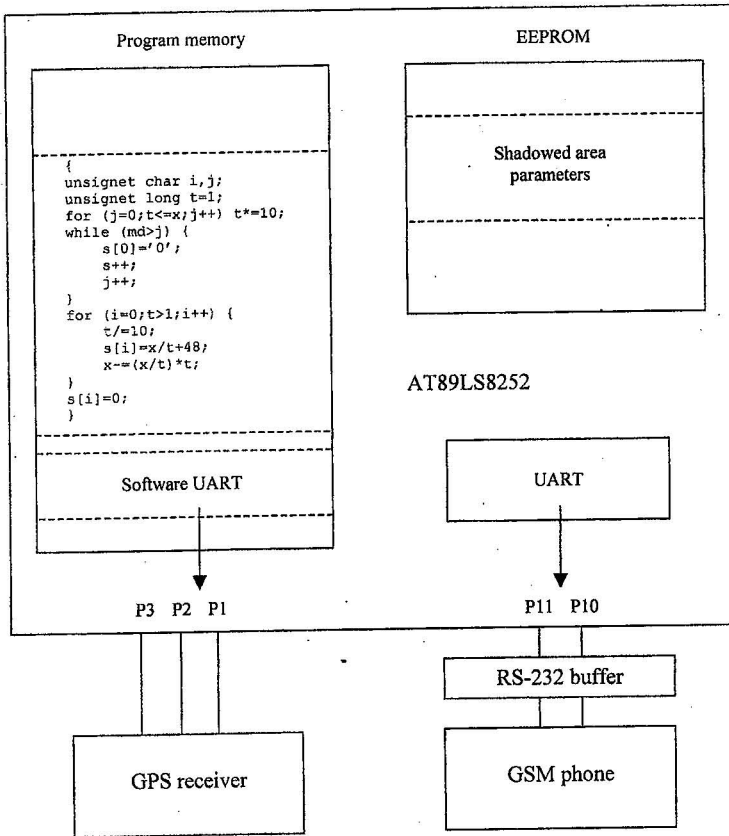 Program memory
EEPROM
{
unsignet char i,j;
unsigned long t=1;
for (j=0;t<=x;j++) t*=10;
while (md>j) {
s[0]='0';
s++;
j++;
}
for (i=0;t>1;i++) {
t/=10;
s[i]=x/t+48;
x-=(x/t)*t;
}
s[i]=0;
}
Shadowed area
parameters
AT89LS8252
Software UART
UART
P3 P2 P1
P11 P10
RS-232 buffer
GPS receiver
GSM phone